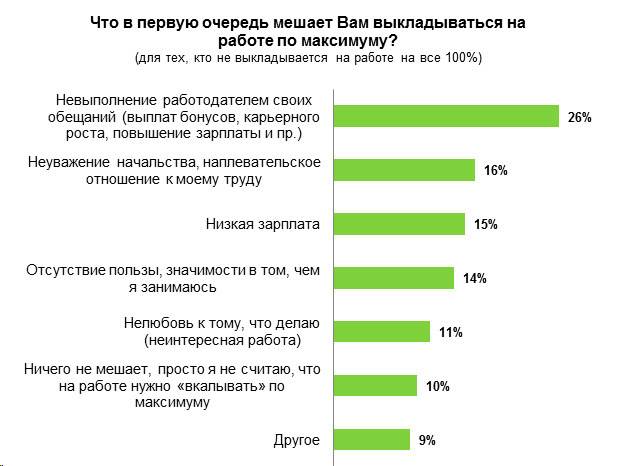 Что в первую очередь мешает Вам выкладываться на
работе по максимуму?
(для тех, кто не выкладывается на работе на все 100%)
Невыполнение работодателем своих
обещаний (выплат бонусов, карьерного
роста, повышение зарплаты и пр.)
26%
Неуважение начальства, наплевательское
отношение к моему труду
16%
Низкая зарплата
15%
Отсутствие пользы, значимости в том, чем
я занимаюсь
14%
Нелюбовь к тому, что делаю
(неинтересная работа)
11%
Ничего не мешает, просто я не считаю, что
на работе нужно «вкалывать» по
максимуму
10%
Другое
9%